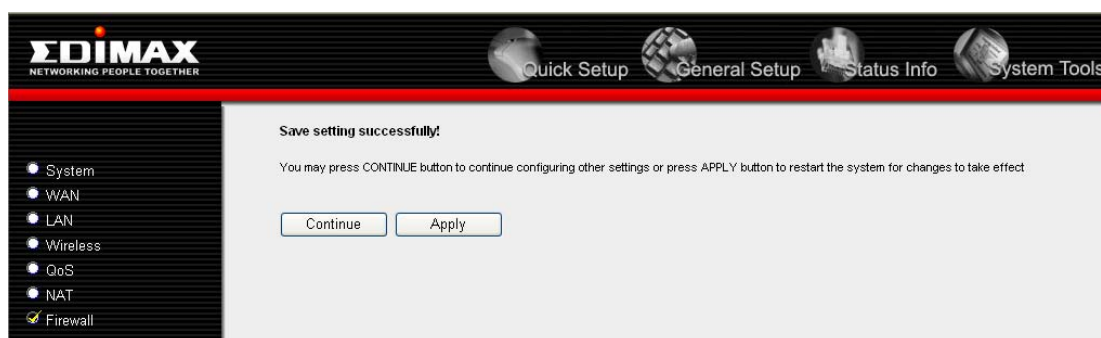 EDIMAX
NETWORKING PEOPLE TOGETHER
Quick Setup
General Setup
Status Info
System Tools
System
WAN
LAN
Wireless
QoS
NAT
Firewall
Save setting successfully!
You may press CONTINUE button to continue configuring other settings or press APPLY button to restart the system for changes to take effect
Continue
Apply